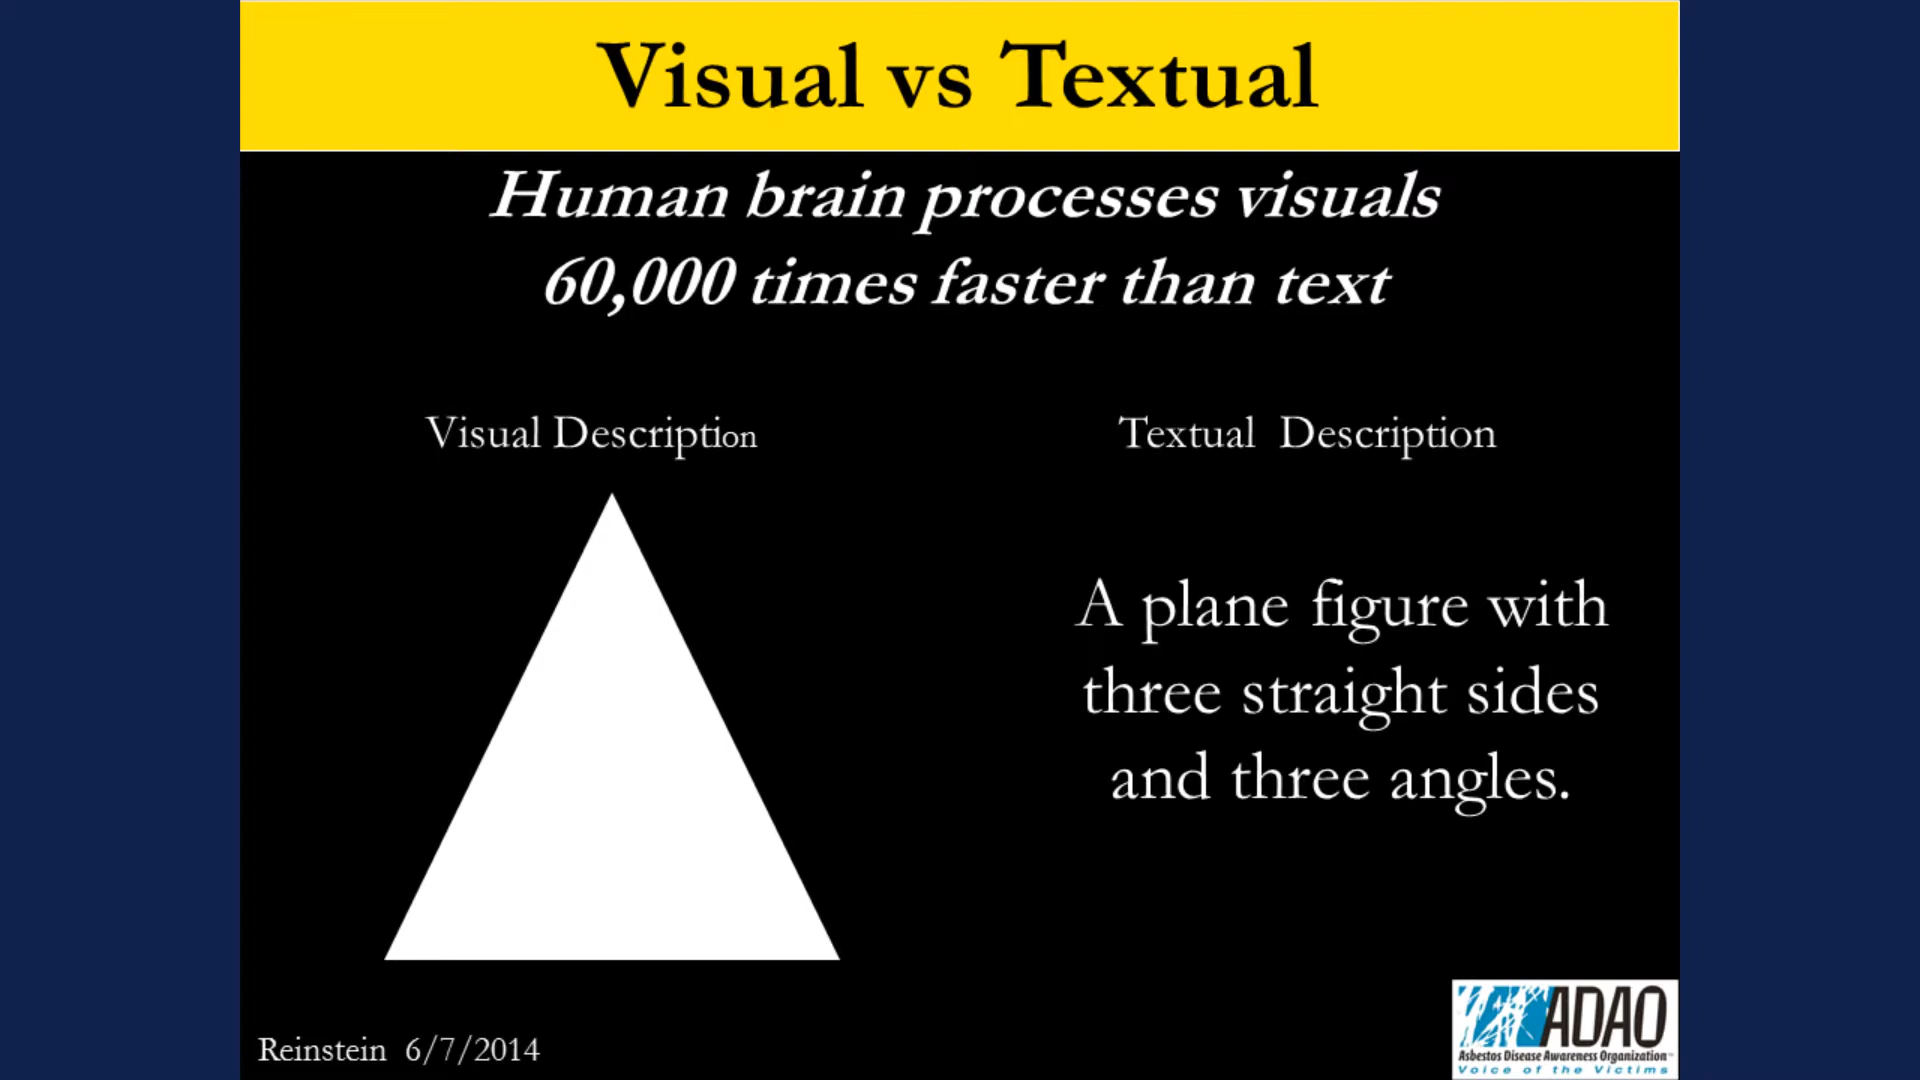 Visual vs Textual
Human brain processes visuals
60,000 times faster than text
Visual Description
Textual Description
A plane figure with
three straight sides
and three angles.
Reinstein 6/7/2014
ADAO
Asbestos Disease Awareness Organization
Voice of the Victims